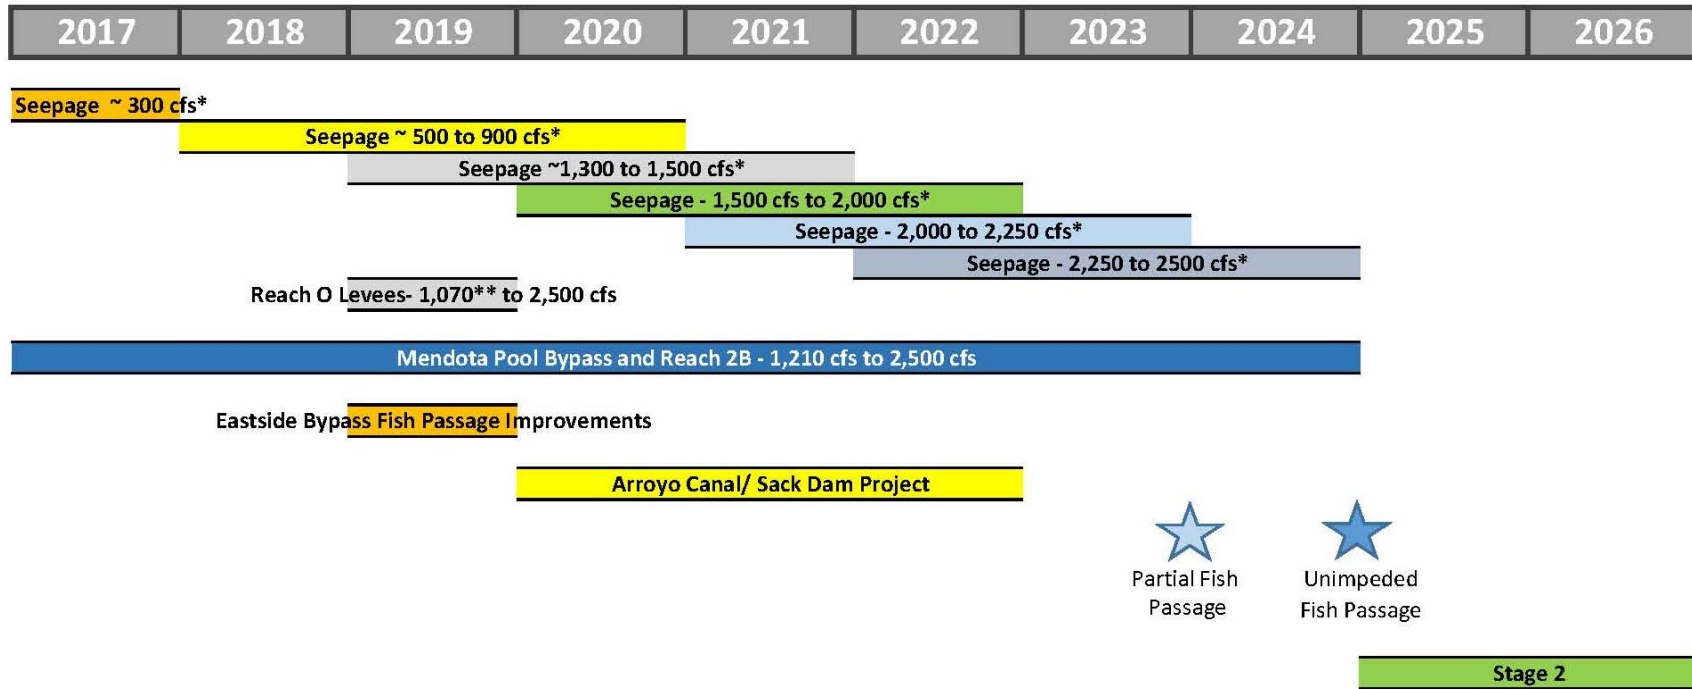 2017 2018 2019 2020 2021 2022 2023 2024 2025 2026
Seepage ~ 300 cfs*
Seepage ~ 500 to 900 cfs*
Seepage ~1,300 to 1,500 cfs*
Seepage - 1,500 cfs to 2,000 cfs*
Seepage - 2,000 to 2,250 cfs*
Seepage - 2,250 to 2500 cfs*
Reach O Levees- 1,070** to 2,500 cfs
Mendota Pool Bypass and Reach 2B - 1,210 cfs to 2,500 cfs
Eastside Bypass Fish Passage Improvements
Arroyo Canal/ Sack Dam Project
Partial Fish
Passage
Unimpeded
Fish Passage
Stage 2